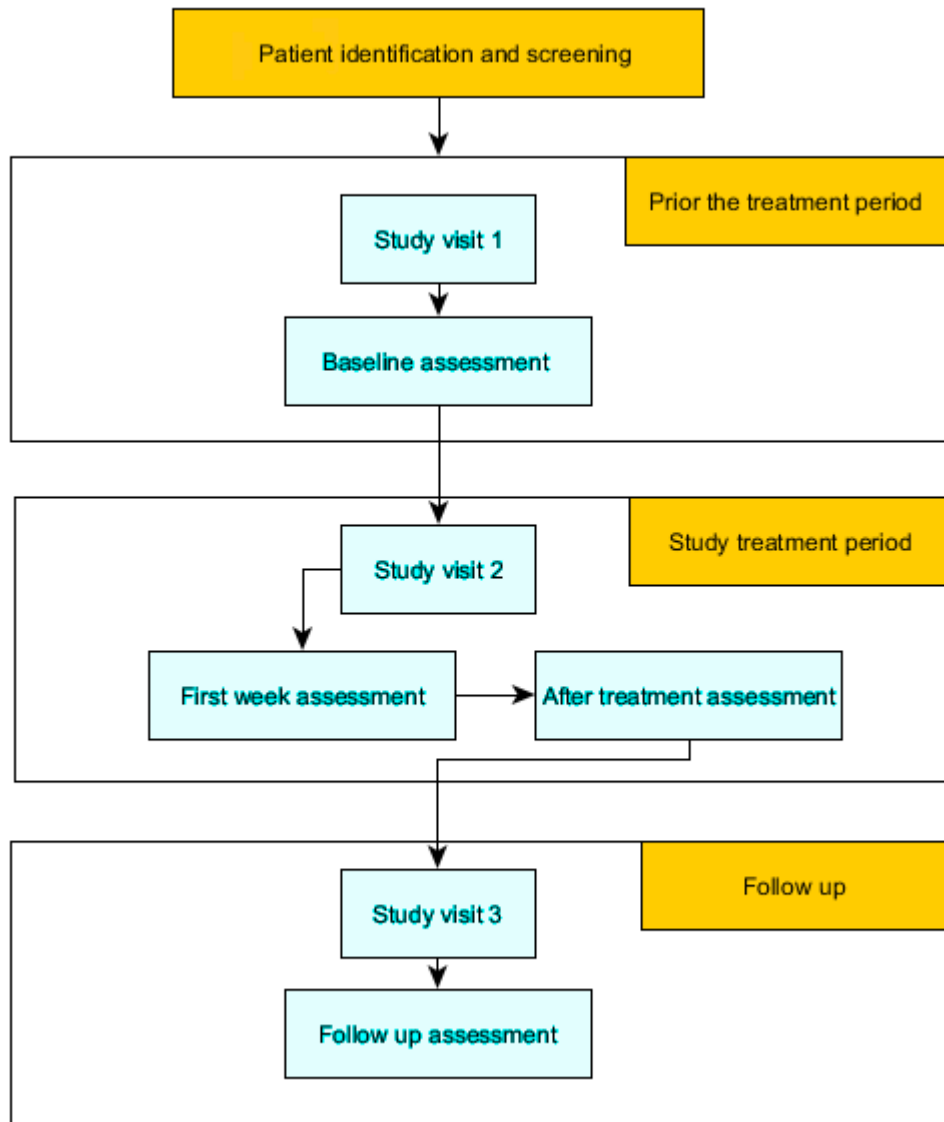 Patient identification and screening
Prior the treatment period
Study visit 1
Baseline assessment
Study treatment period
Study visit 2
First week assessment
After treatment assessment
Follow up
Study visit 3
Follow up assessment